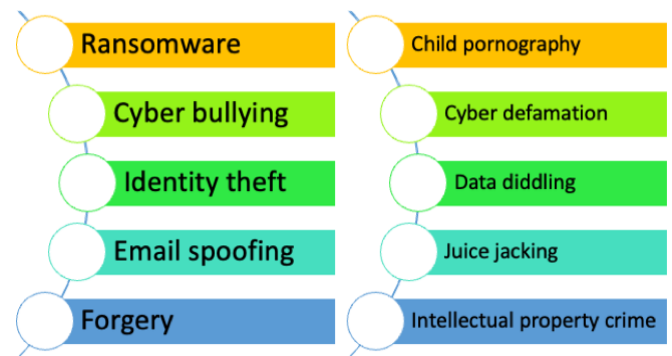 Ransomware
Cyber bullying
Identity theft
Email spoofing
Forgery
Child pornography
Cyber defamation
Data diddling
Juice jacking
Intellectual property crime